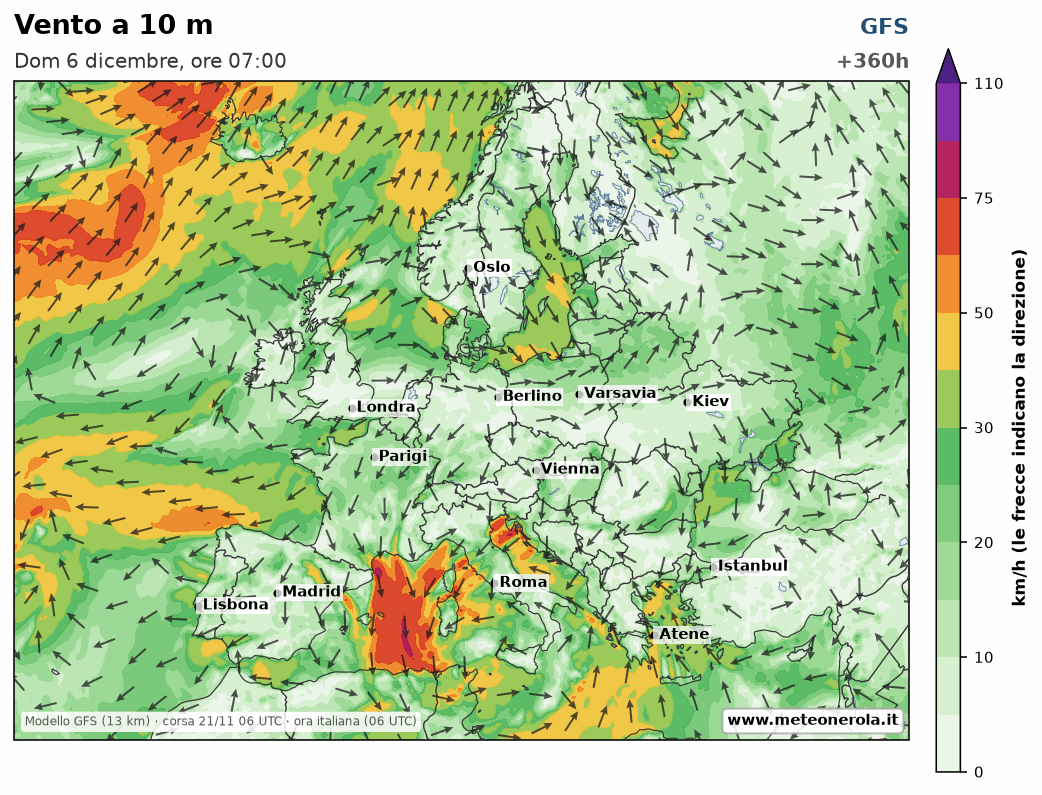 Vento a 10 m
GFS
Dom 6 dicembre, ore 07:00
+360h
Oslo
Londra
Berlino
Varsavia
Kiev
Parigi
Vienna
Istanbul
Roma
Madrid
Lisbona
Atene
Modello GFS (13 km) · corsa 21/11 06 UTC · ora italiana (06 UTC)
www.meteonerola.it
110
75
50
30
20
10
0
km/h (le frecce indicano la direzione)